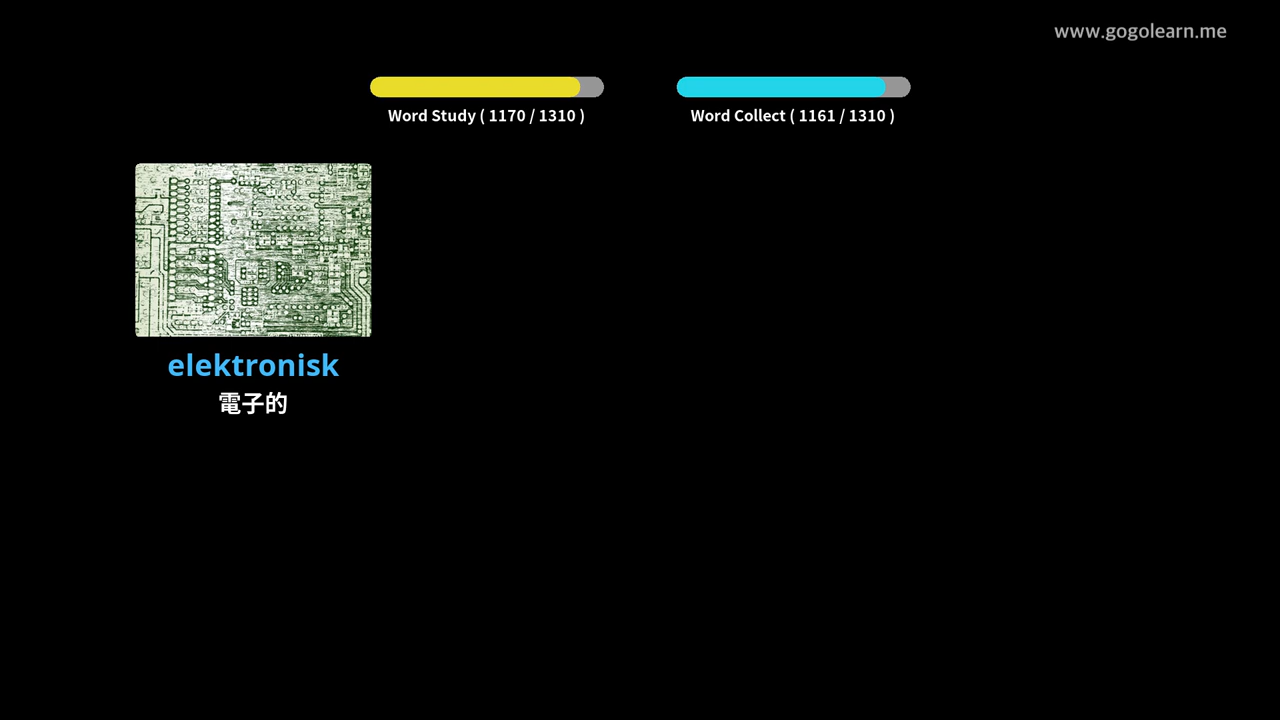 www.gogolearn.me
Word Study ( 1170 / 1310 )
Word Collect ( 1161 / 1310 )
elektronisk
電子的